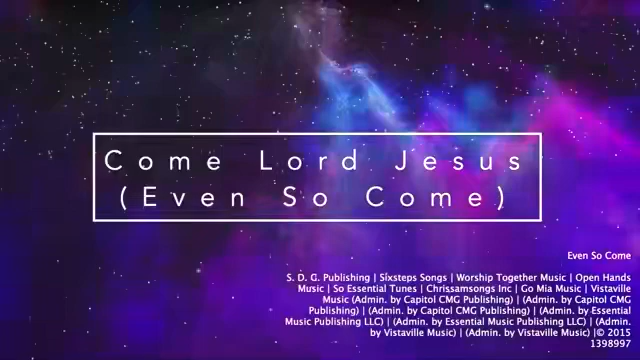 Come Lord Jesus
(Even So Come)
Even So Come
S. D. G. Publishing | Sixsteps Songs | Worship Together Music | Open Hands
Music | So Essential Tunes | Chrissamsongs Inc | Go Mia Music | Vistaville
Music (Admin. by Capitol CMG Publishing) | (Admin. by Capitol CMG
Publishing) | (Admin. by Capitol CMG Publishing) | (Admin. by Essential
Music Publishing LLC) | (Admin. by Essential Music Publishing LLC) | (Admin.
by Vistaville Music) | (Admin. by Vistaville Music) |© 2015
1398997